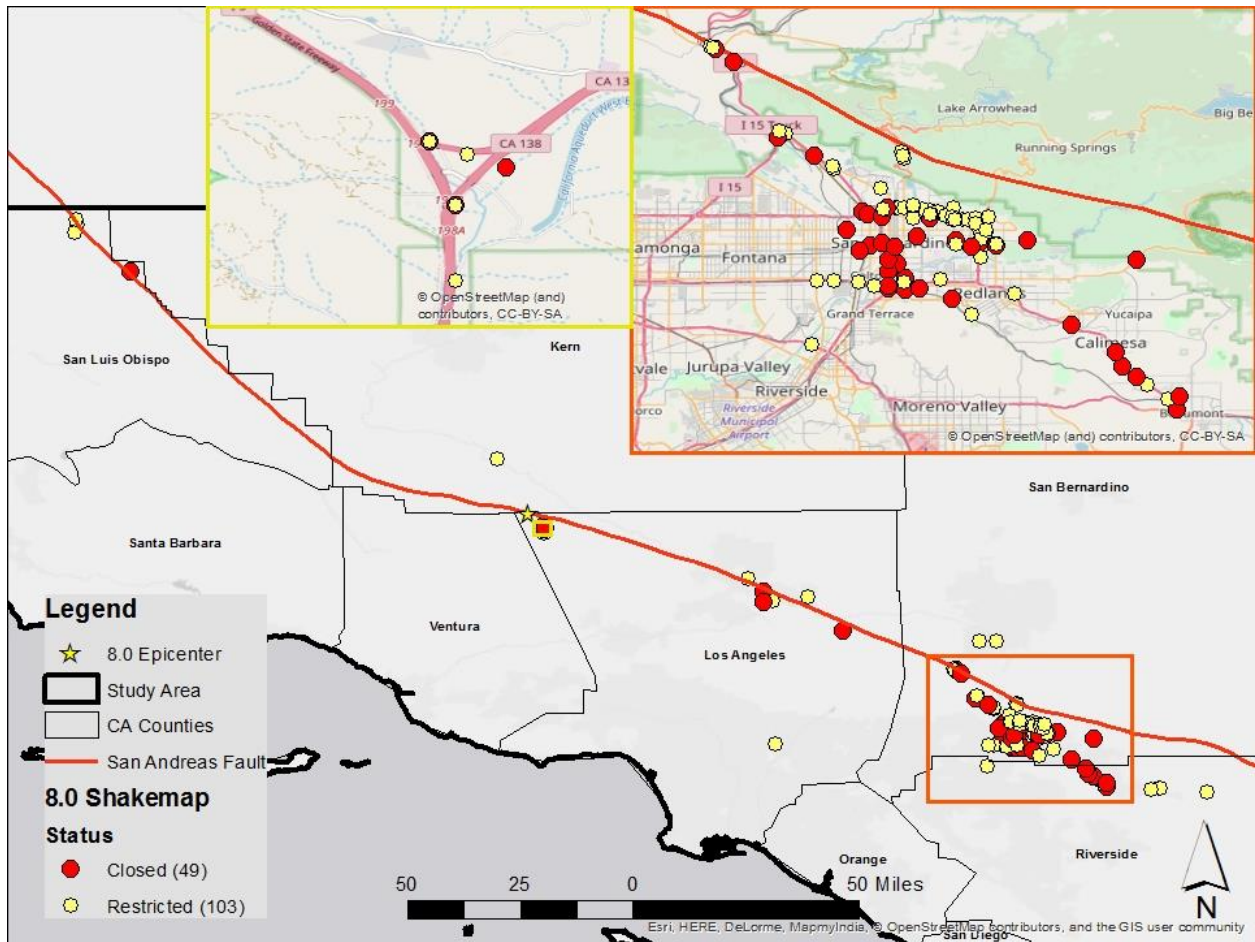 Golden State Freeway
199
CA 138
198A
California Aqueduct West B
© OpenStreetMap (and)
contributors, CC-BY-SA
Lake Arrowhead
Big Be
I 15 Truck
Running Springs
I 15
amonga
Fontana
Redlands
Grand Terrace
Yucaipa
Calimesa
vale
Jurupa Valley
Riverside
orco
Riverside
Municipal
Airport
Moreno Valley
Beaumont
© OpenStreetMap (and) contributors, CC-BY-SA
San Luis Obispo
Kern
San Bernardino
Santa Barbara
Ventura
Los Angeles
Orange
Riverside
San Diego
Legend
8.0 Epicenter
Study Area
CA Counties
San Andreas Fault
8.0 Shakemap
Status
Closed (49)
Restricted (103)
50 25 0 50 Miles
N
Esri, HERE, DeLorme, MapmyIndia, © OpenStreetMap contributors, and the GIS user community